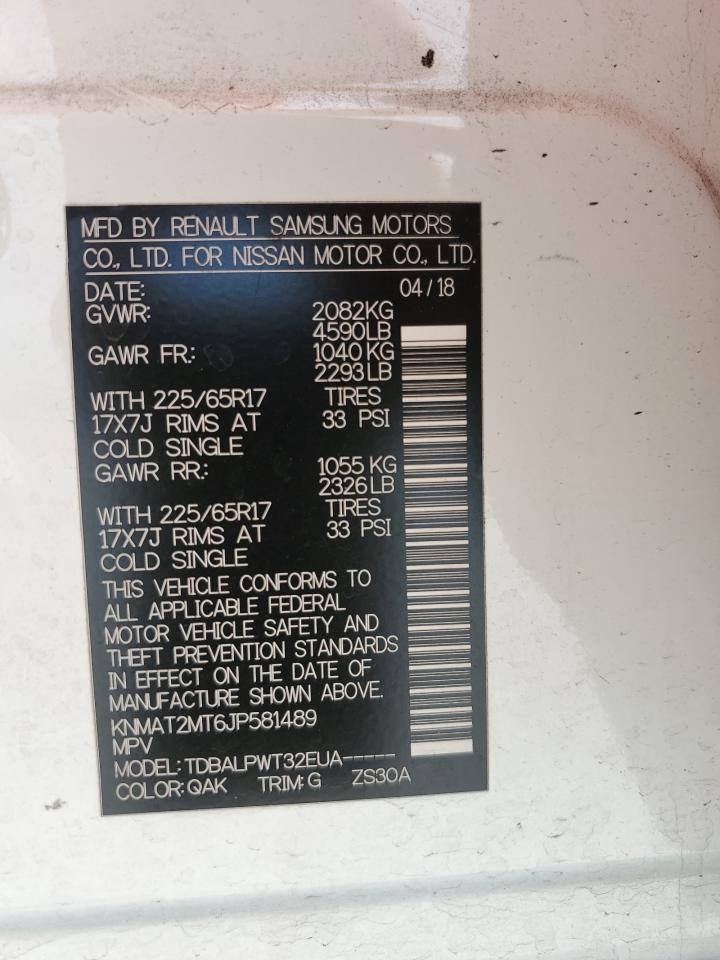 MFD BY RENAULT SAMSUNG MOTORS
CO., LTD. FOR NISSAN MOTOR CO., LTD.
DATE: 04/18
GVWR: 2082KG
4590LB
GAWR FR.: 1040 KG
2293LB
WITH 225/65R17 TIRES
17X7J RIMS AT 33 PSI
COLD SINGLE
GAWR RR.: 1055 KG
2326LB
WITH 225/65R17 TIRES
17X7J RIMS AT 33 PSI
COLD SINGLE
THIS VEHICLE CONFORMS TO
ALL APPLICABLE FEDERAL
MOTOR VEHICLE SAFETY AND
THEFT PREVENTION STANDARDS
IN EFFECT ON THE DATE OF
MANUFACTURE SHOWN ABOVE.
KNMAT2MT6JP581489
MPV
MODEL: TDBALPWT32EUA-----
COLOR: QAK TRIM: G ZS30A